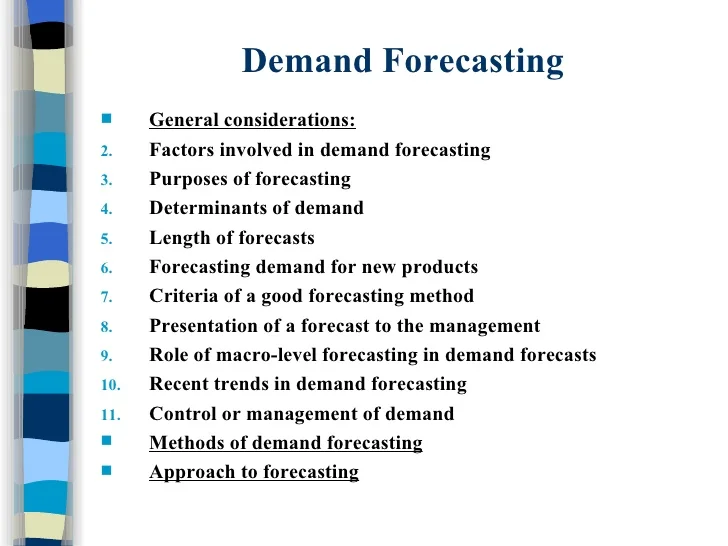 Demand Forecasting
■ General considerations:
2. Factors involved in demand forecasting
3. Purposes of forecasting
4. Determinants of demand
5. Length of forecasts
6. Forecasting demand for new products
7. Criteria of a good forecasting method
8. Presentation of a forecast to the management
9. Role of macro-level forecasting in demand forecasts
10. Recent trends in demand forecasting
11. Control or management of demand
■ Methods of demand forecasting
■ Approach to forecasting